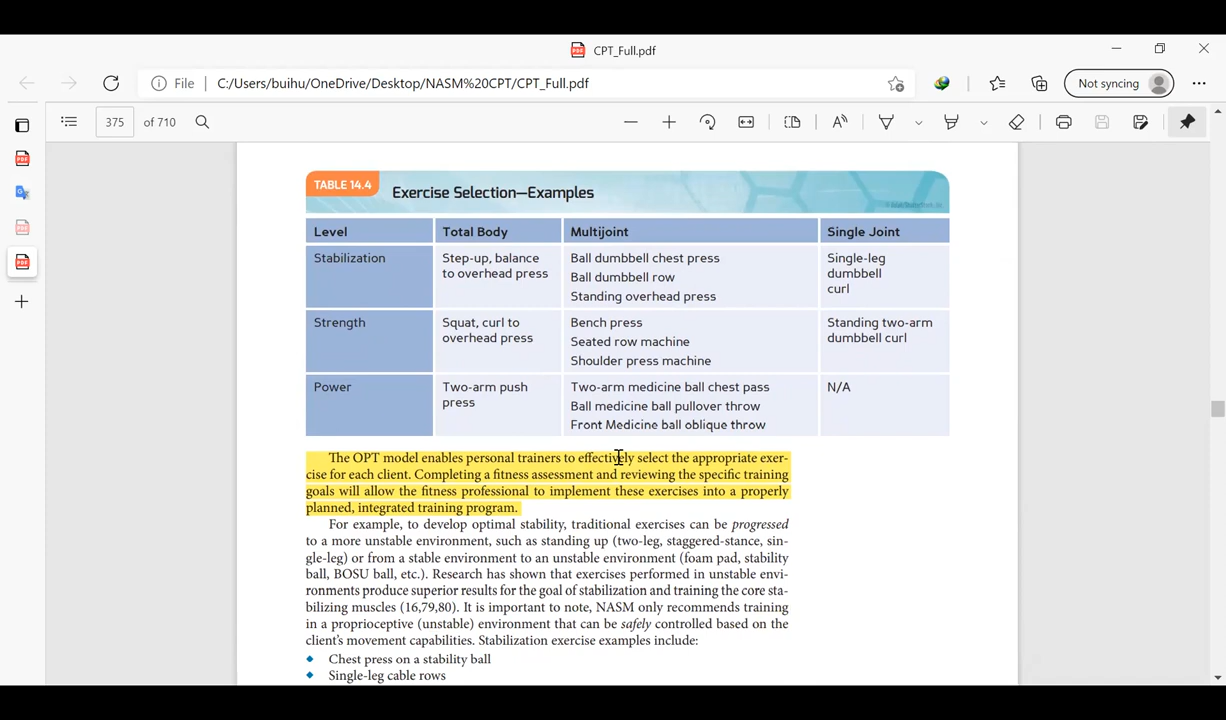 CPT_Full.pdf
File C:/Users/buihu/OneDrive/Desktop/NASM%20CPT/CPT_Full.pdf
Not syncing
375 of 710
TABLE 14.4 Exercise Selection—Examples
Level Total Body Multijoint Single Joint
Stabilization
Step-up, balance
to overhead press
Ball dumbbell chest press
Ball dumbbell row
Standing overhead press
Single-leg
dumbbell
curl
Strength
Squat, curl to
overhead press
Bench press
Seated row machine
Shoulder press machine
Standing two-arm
dumbbell curl
Power
Two-arm push
press
Two-arm medicine ball chest pass
Ball medicine ball pullover throw
Front Medicine ball oblique throw
N/A
The OPT model enables personal trainers to effectively select the appropriate exer-
cise for each client. Completing a fitness assessment and reviewing the specific training
goals will allow the fitness professional to implement these exercises into a properly
planned, integrated training program.
For example, to develop optimal stability, traditional exercises can be progressed
to a more unstable environment, such as standing up (two-leg, staggered-stance, sin-
gle-leg) or from a stable environment to an unstable environment (foam pad, stability
ball, BOSU ball, etc.). Research has shown that exercises performed in unstable envi-
ronments produce superior results for the goal of stabilization and training the core sta-
bilizing muscles (16,79,80). It is important to note, NASM only recommends training
in a proprioceptive (unstable) environment that can be safely controlled based on the
client's movement capabilities. Stabilization exercise examples include:
◆ Chest press on a stability ball
◆ Single-leg cable rows